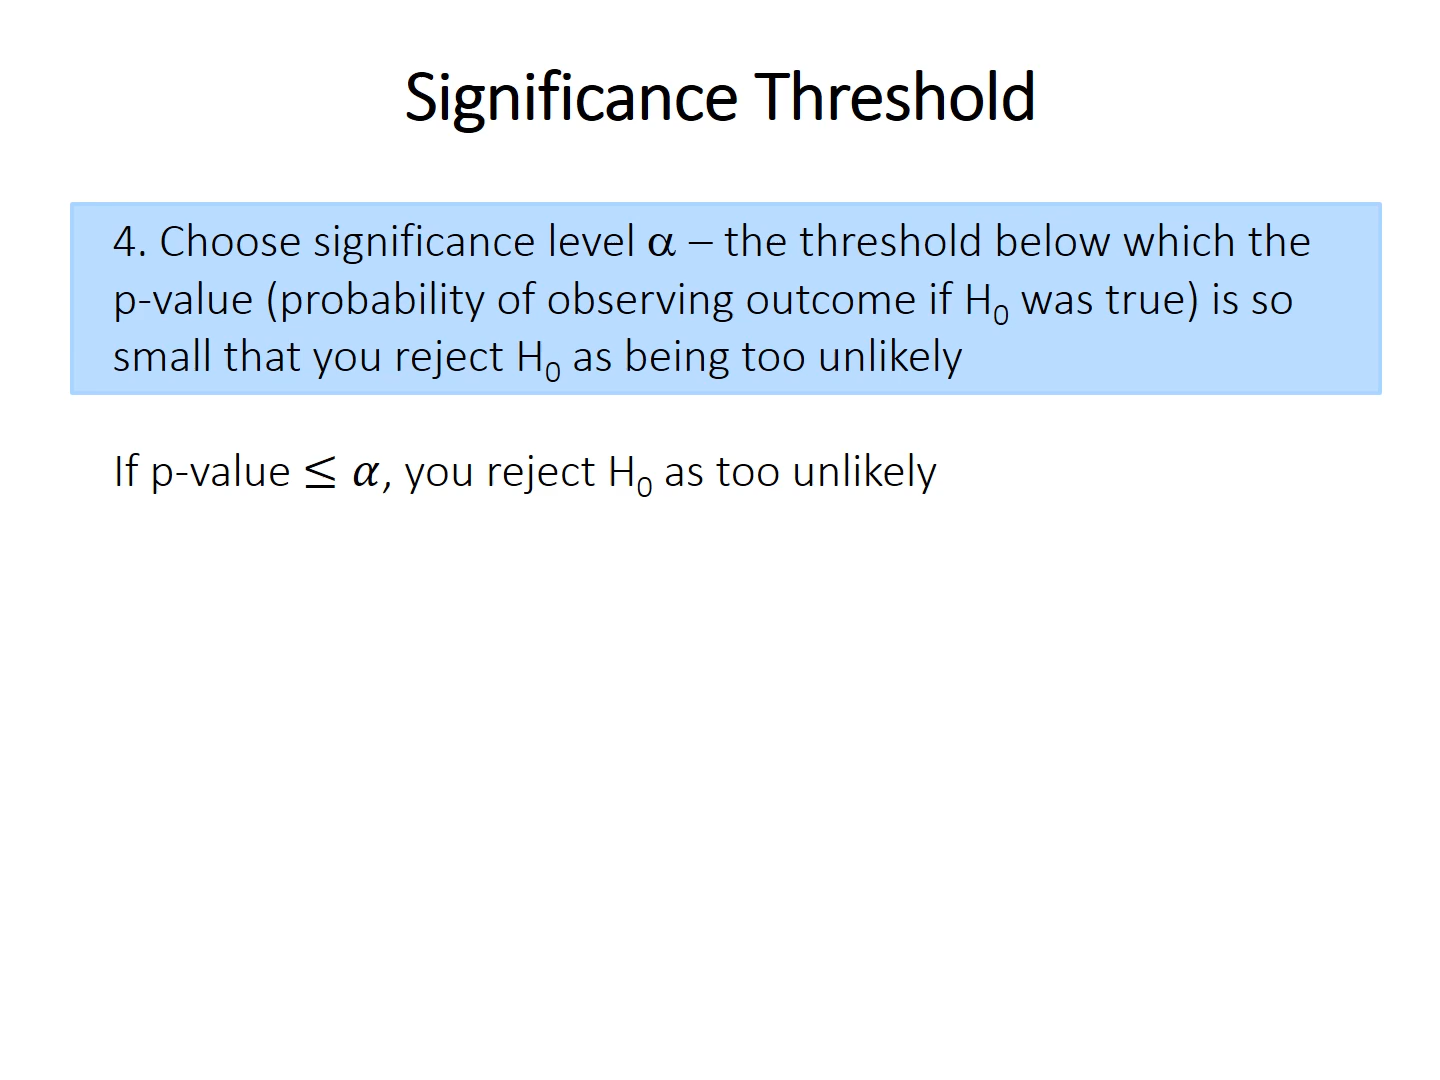 Significance Threshold
4. Choose significance level α – the threshold below which the
p-value (probability of observing outcome if H₀ was true) is so
small that you reject H₀ as being too unlikely
If p-value ≤ 𝛼, you reject H₀ as too unlikely